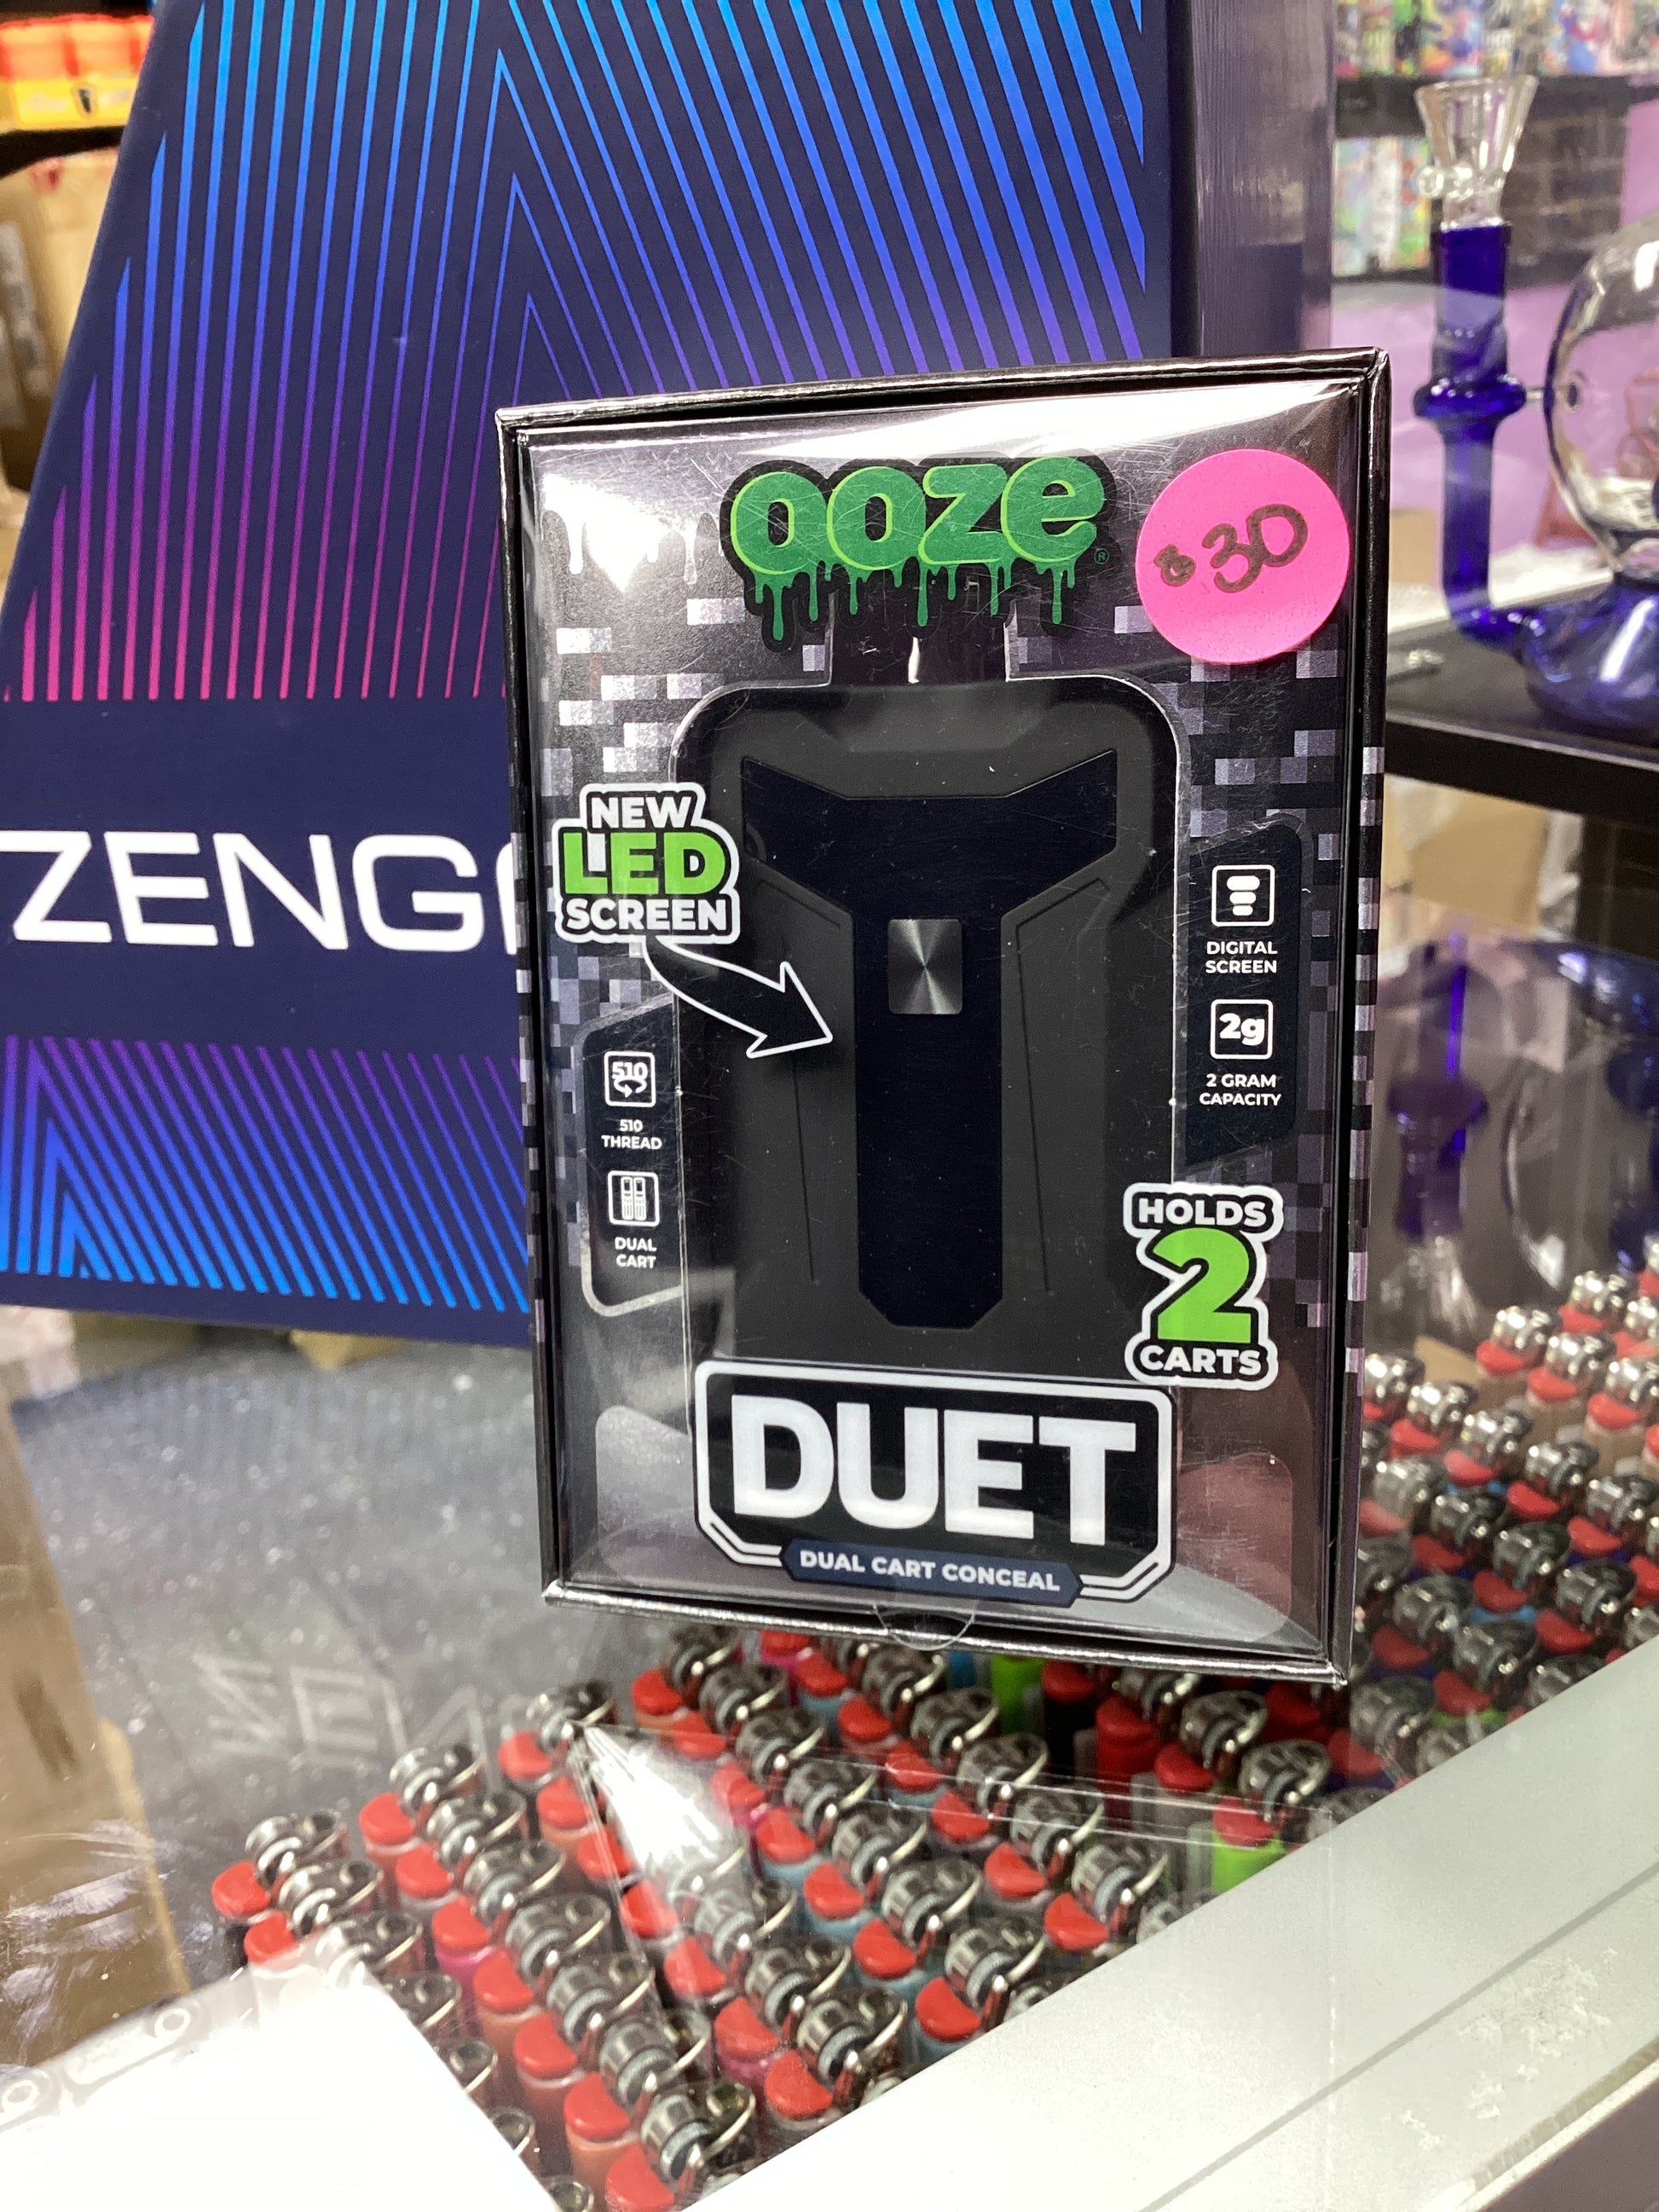 ooze
®
$30
NEW
LED
SCREEN
DIGITAL
SCREEN
2g
2 GRAM
CAPACITY
510
510
THREAD
DUAL
CART
HOLDS
2
CARTS
DUET
DUAL CART CONCEAL
ZENG